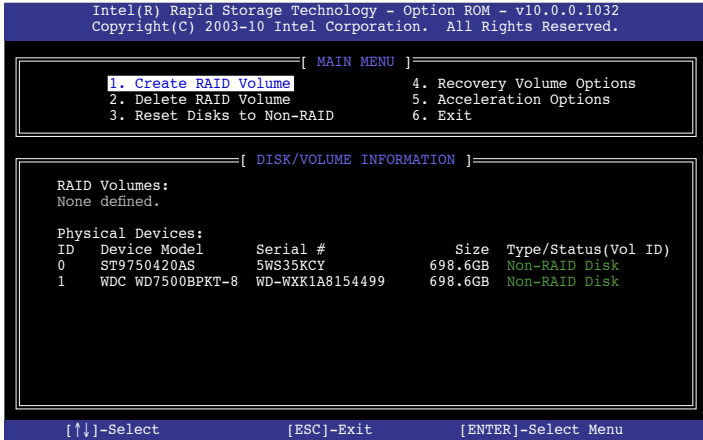 Intel(R) Rapid Storage Technology - Option ROM - v10.0.0.1032
Copyright(C) 2003-10 Intel Corporation.  All Rights Reserved.
[ MAIN MENU ]
1. Create RAID Volume    4. Recovery Volume Options
2. Delete RAID Volume    5. Acceleration Options
3. Reset Disks to Non-RAID    6. Exit
[ DISK/VOLUME INFORMATION ]
RAID Volumes:
None defined.
Physical Devices:
ID  Device Model  Serial #  Size  Type/Status(Vol ID)
0  ST9750420AS  5WS35KCY  698.6GB  Non-RAID Disk
1  WDC WD7500BPKT-8  WD-WXK1A8154499  698.6GB  Non-RAID Disk
[↑↓]-Select  [ESC]-Exit  [ENTER]-Select Menu